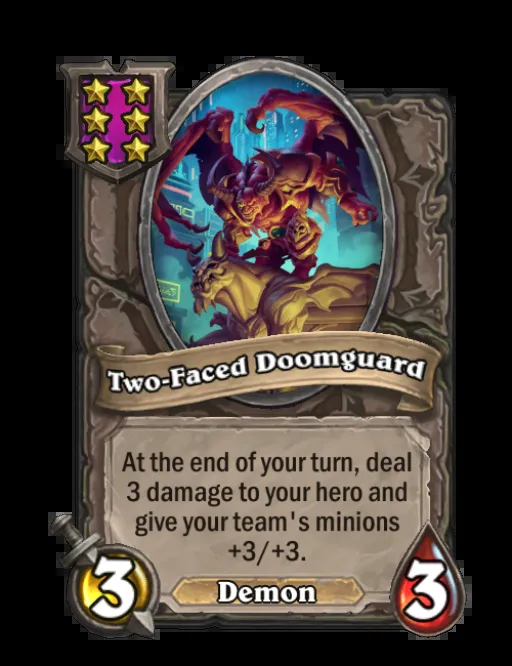 Two-Faced Doomguard
At the end of your turn, deal
3 damage to your hero and
give your team's minions
+3/+3.
3
Demon
3